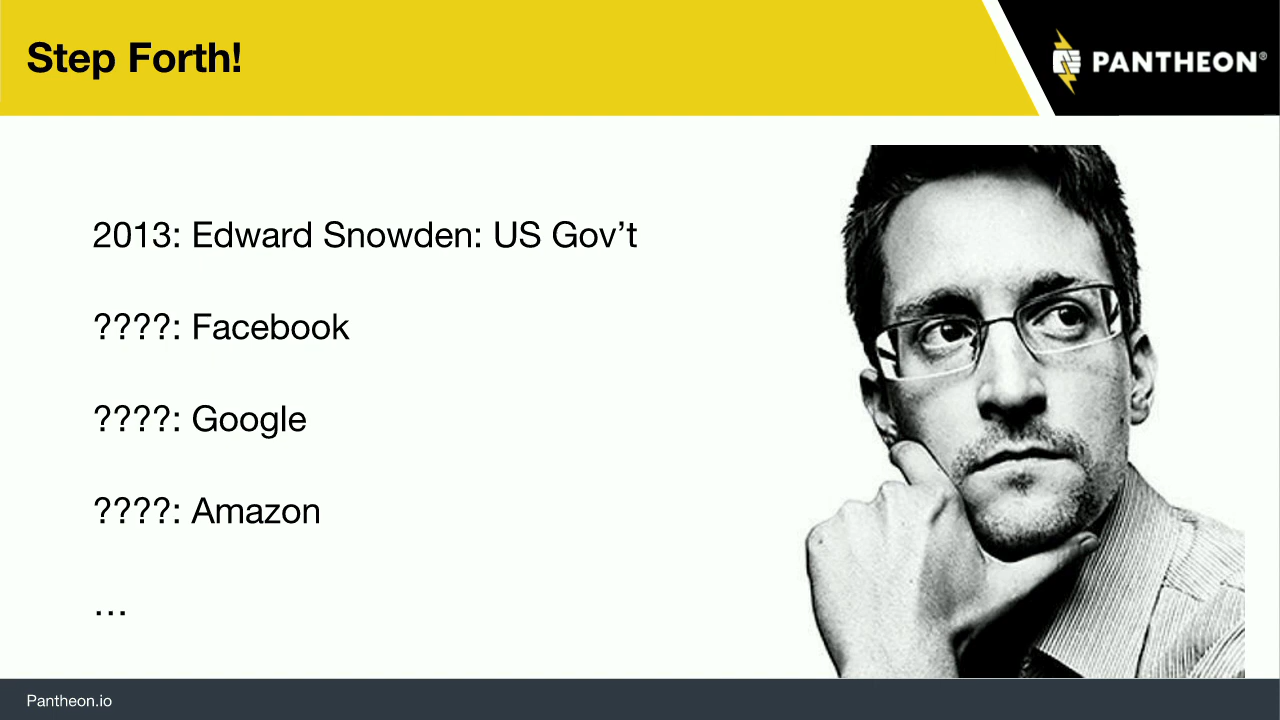 Step Forth!
PANTHEON®
2013: Edward Snowden: US Gov’t
????: Facebook
????: Google
????: Amazon
…
Pantheon.io